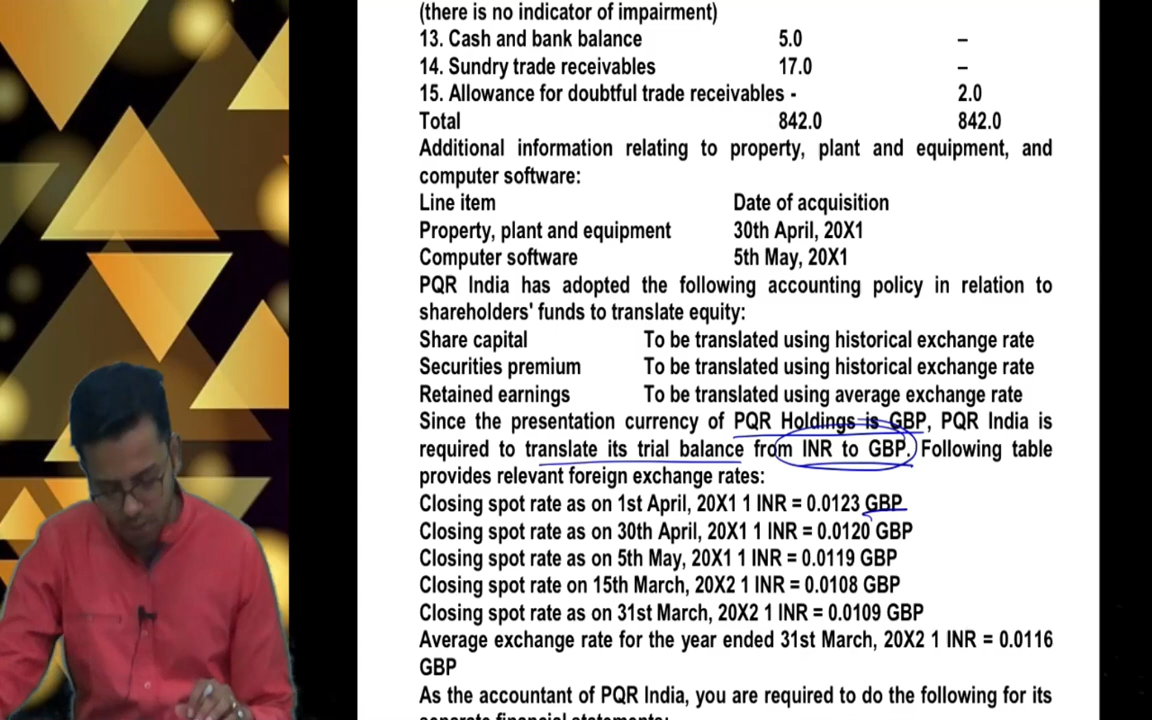 (there is no indicator of impairment)
13. Cash and bank balance 5.0 –
14. Sundry trade receivables 17.0 –
15. Allowance for doubtful trade receivables - 2.0
Total 842.0 842.0
Additional information relating to property, plant and equipment, and
computer software:
Line item Date of acquisition
Property, plant and equipment 30th April, 20X1
Computer software 5th May, 20X1
PQR India has adopted the following accounting policy in relation to
shareholders' funds to translate equity:
Share capital To be translated using historical exchange rate
Securities premium To be translated using historical exchange rate
Retained earnings To be translated using average exchange rate
Since the presentation currency of PQR Holdings is GBP, PQR India is
required to translate its trial balance from INR to GBP. Following table
provides relevant foreign exchange rates:
Closing spot rate as on 1st April, 20X1 1 INR = 0.0123 GBP
Closing spot rate as on 30th April, 20X1 1 INR = 0.0120 GBP
Closing spot rate as on 5th May, 20X1 1 INR = 0.0119 GBP
Closing spot rate on 15th March, 20X2 1 INR = 0.0108 GBP
Closing spot rate as on 31st March, 20X2 1 INR = 0.0109 GBP
Average exchange rate for the year ended 31st March, 20X2 1 INR = 0.0116
GBP
As the accountant of PQR India, you are required to do the following for its
separate financial statements: